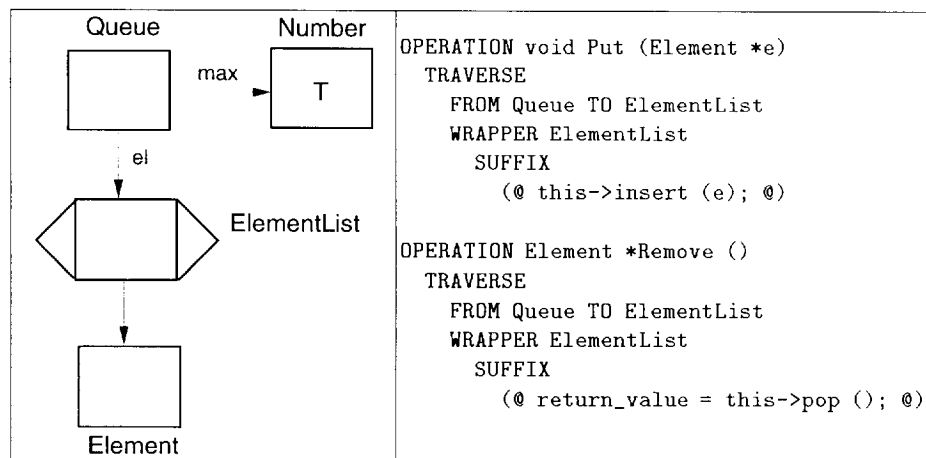 Queue
Number
max
T
el
ElementList
Element
OPERATION void Put (Element *e)
TRAVERSE
FROM Queue TO ElementList
WRAPPER ElementList
SUFFIX
(@ this->insert (e); @)
OPERATION Element *Remove ()
TRAVERSE
FROM Queue TO ElementList
WRAPPER ElementList
SUFFIX
(@ return_value = this->pop (); @)